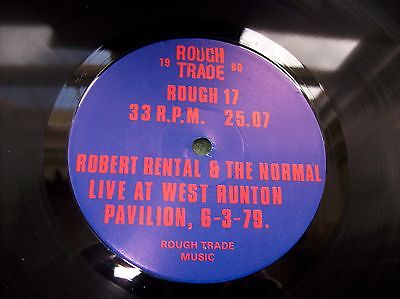 ROUGH
19 TRADE 80
ROUGH 17
33 R.P.M. 25.07
ROBERT RENTAL & THE NORMAL
LIVE AT WEST RUNTON
PAVILION, 6-3-79.
ROUGH TRADE
MUSIC